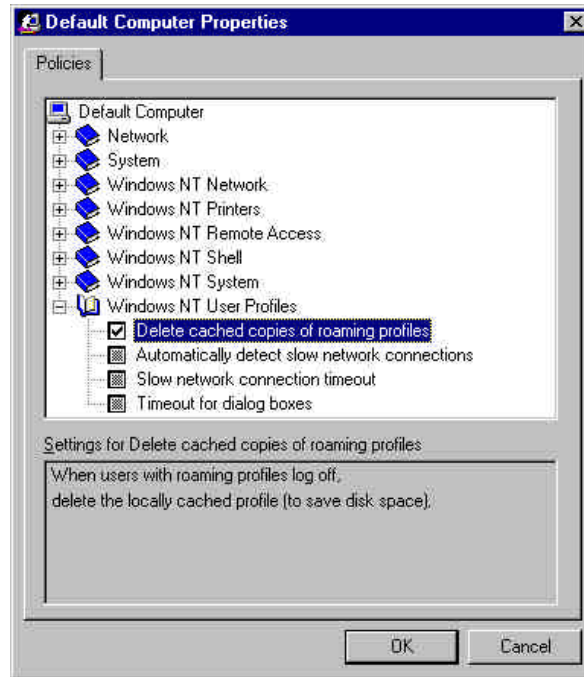 Default Computer Properties
Policies
Default Computer
Network
System
Windows NT Network
Windows NT Printers
Windows NT Remote Access
Windows NT Shell
Windows NT System
Windows NT User Profiles
Delete cached copies of roaming profiles
Automatically detect slow network connections
Slow network connection timeout
Timeout for dialog boxes
Settings for Delete cached copies of roaming profiles
When users with roaming profiles log off,
delete the locally cached profile (to save disk space).
OK
Cancel